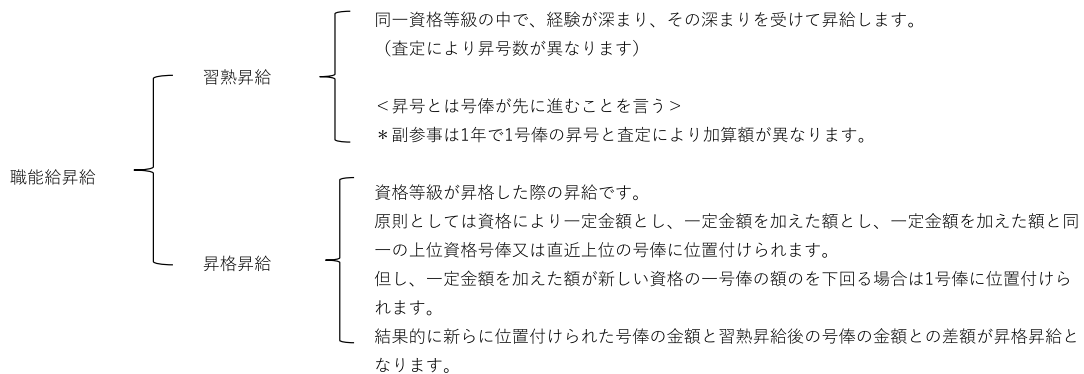 職能給昇給
習熟昇給
同一資格等級の中で、経験が深まり、その深まりを受けて昇給します。
（査定により昇号数が異なります）
＜昇号とは号俸が先に進むことを言う＞
＊副参事は1年で1号俸の昇号と査定により加算額が異なります。
昇格昇給
資格等級が昇格した際の昇給です。
原則としては資格により一定金額とし、一定金額を加えた額とし、一定金額を加えた額と同
一の上位資格号俸又は直近上位の号俸に位置付けられます。
但し、一定金額を加えた額が新しい資格の一号俸の額のを下回る場合は1号俸に位置付けら
れます。
結果的に新らに位置付けられた号俸の金額と習熟昇給後の号俸の金額との差額が昇格昇給と
なります。